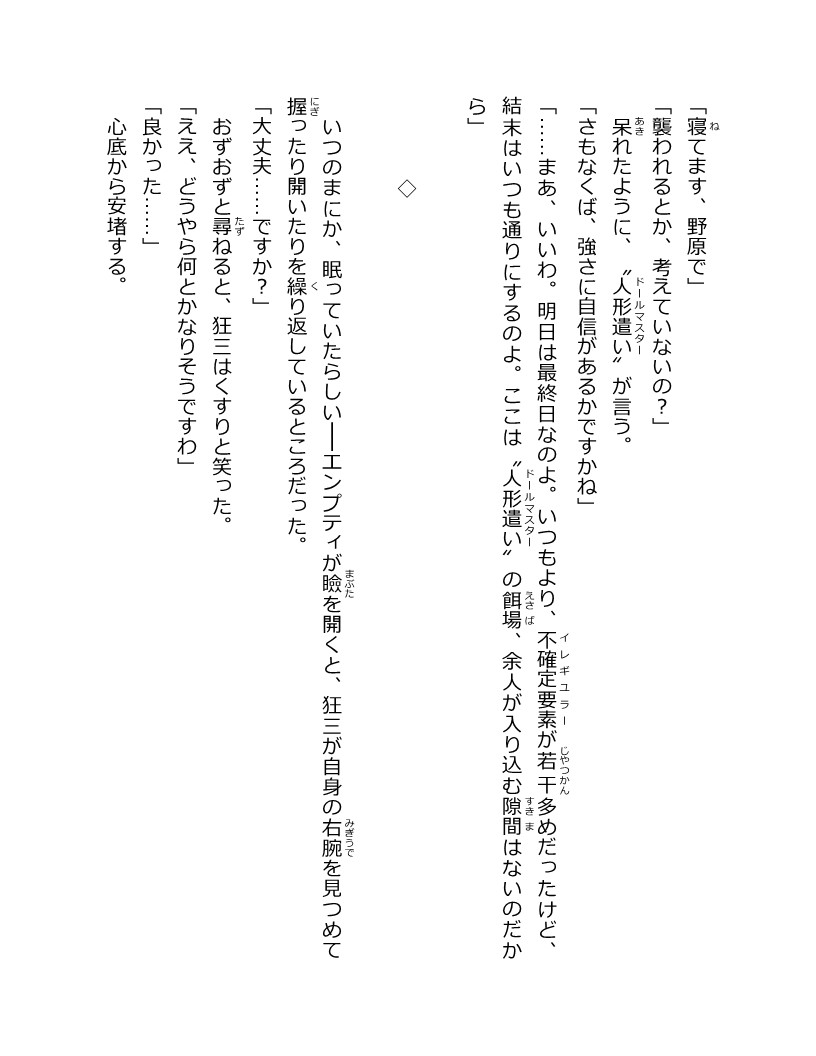 「寝てます、野原で」
「襲われるとか、考えていないの？」
呆れたように、〝人形遣い〟が言う。
「さもなくば、強さに自信があるかですかね」
「……まあ、いいわ。明日は最終日なのよ。いつもより、不確定要素が若干多めだったけど、
結末はいつも通りにするのよ。ここは〝人形遣い〟の餌場、余人が入り込む隙間はないのだか
ら」
◇
いつのまにか、眠っていたらしい──エンプティが瞼を開くと、狂三が自身の右腕を見つめて
握ったり開いたりを繰り返しているところだった。
「大丈夫……ですか？」
おずおずと尋ねると、狂三はくすりと笑った。
「ええ、どうやら何とかなりそうですわ」
「良かった……」
心底から安堵する。